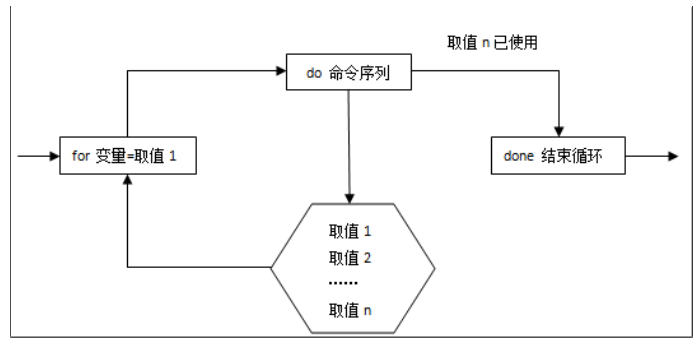 取值 n 已使用
do 命令序列
for 变量=取值 1
done 结束循环
取值 1
取值 2
……
取值 n